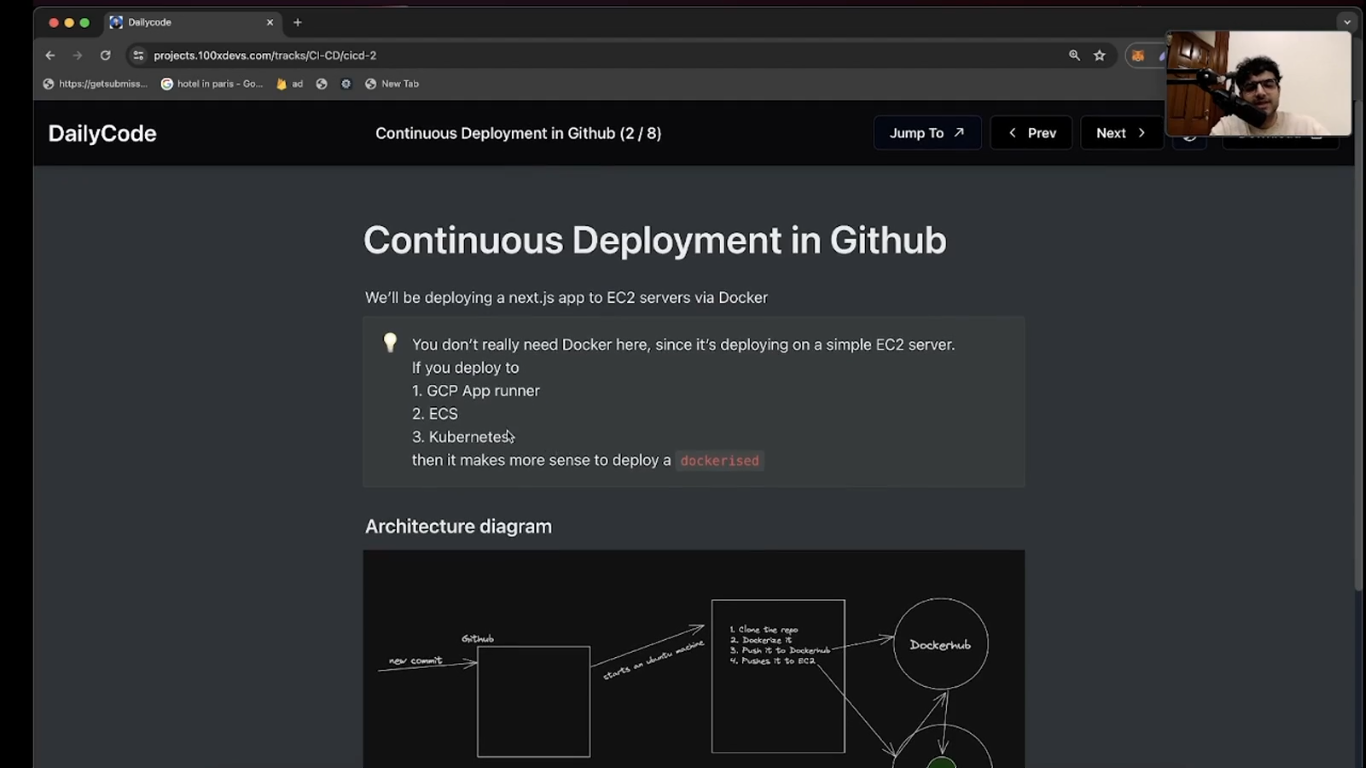 Dailycode
projects.100xdevs.com/tracks/CI-CD/cicd-2
https://getsubmiss...
hotel in paris - Go...
ad
New Tab
DailyCode
Continuous Deployment in Github (2 / 8)
Jump To
Prev
Next
Continuous Deployment in Github
We'll be deploying a next.js app to EC2 servers via Docker
You don't really need Docker here, since it's deploying on a simple EC2 server.
If you deploy to
1. GCP App runner
2. ECS
3. Kubernetes
then it makes more sense to deploy a dockerised
Architecture diagram
Github
new commit
starts an ubuntu machine
1. Clone the repo
2. Dockerize it
3. Push it to Dockerhub
4. Pushes it to EC2
Dockerhub